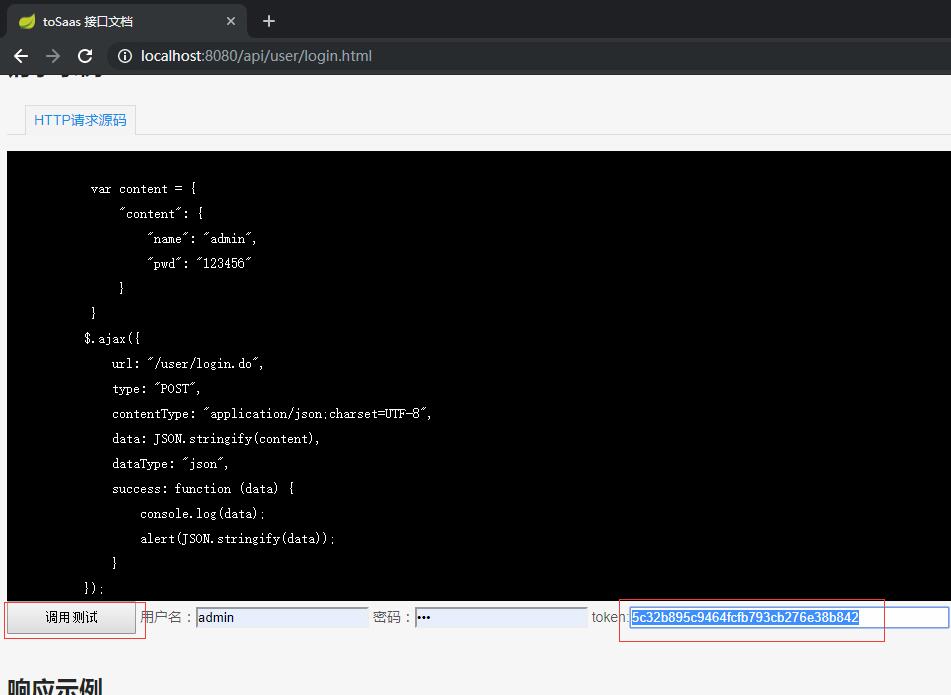 toSaas 接口文档
localhost:8080/api/user/login.html
HTTP请求源码
var content = {
"content": {
"name": "admin",
"pwd": "123456"
}
}
$.ajax({
url: "/user/login.do",
type: "POST",
contentType: "application/json;charset=UTF-8",
data: JSON.stringify(content),
dataType: "json",
success: function (data) {
console.log(data);
alert(JSON.stringify(data));
}
});
调用测试 用户名：admin 密码：••• token:5c32b895c9464fcfb793cb276e38b842
响应示例